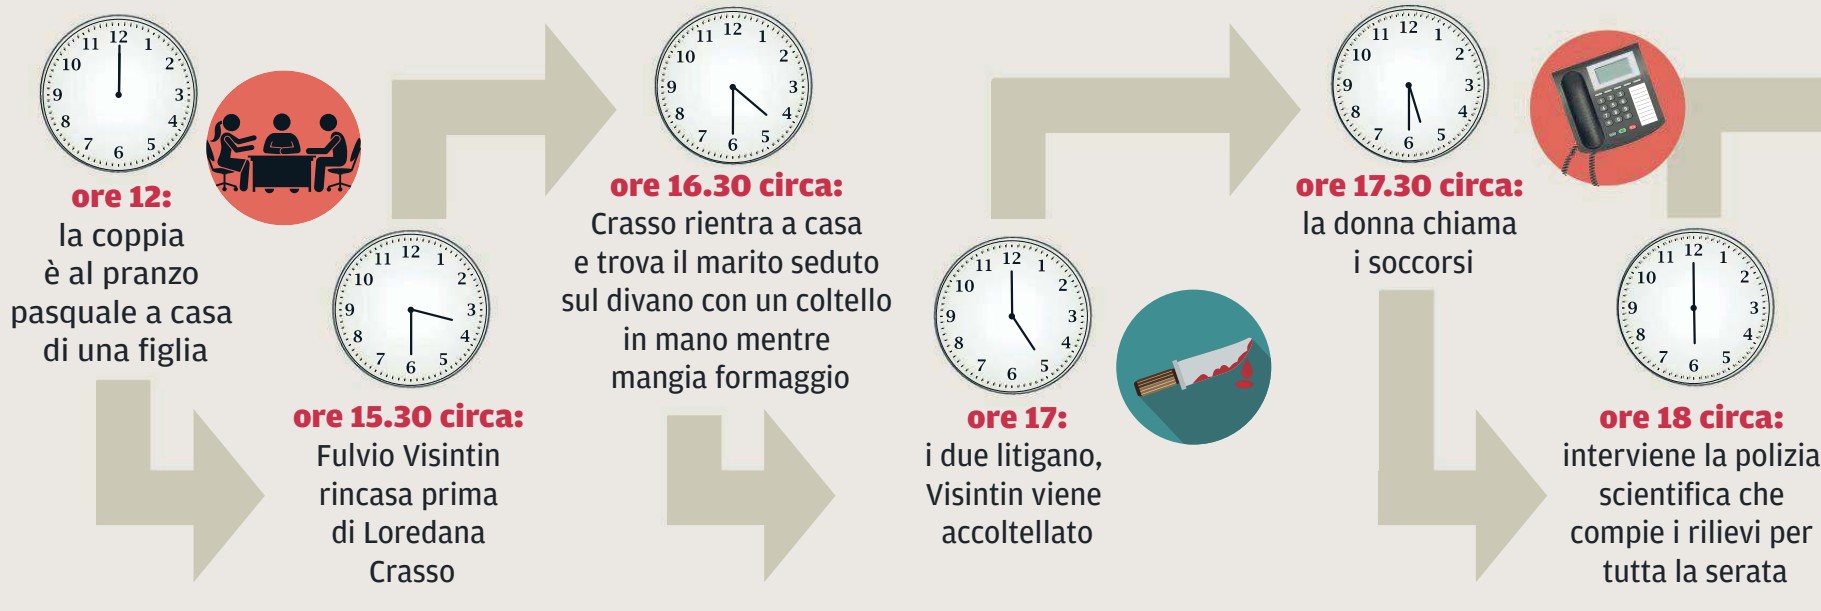 ore 12:
la coppia
è al pranzo
pasquale a casa
di una figlia
ore 15.30 circa:
Fulvio Visintin
rincasa prima
di Loredana
Crasso
ore 16.30 circa:
Crasso rientra a casa
e trova il marito seduto
sul divano con un coltello
in mano mentre
mangia formaggio
ore 17:
i due litigano,
Visintin viene
accoltellato
ore 17.30 circa:
la donna chiama
i soccorsi
ore 18 circa:
interviene la polizia
scientifica che
compie i rilievi per
tutta la serata